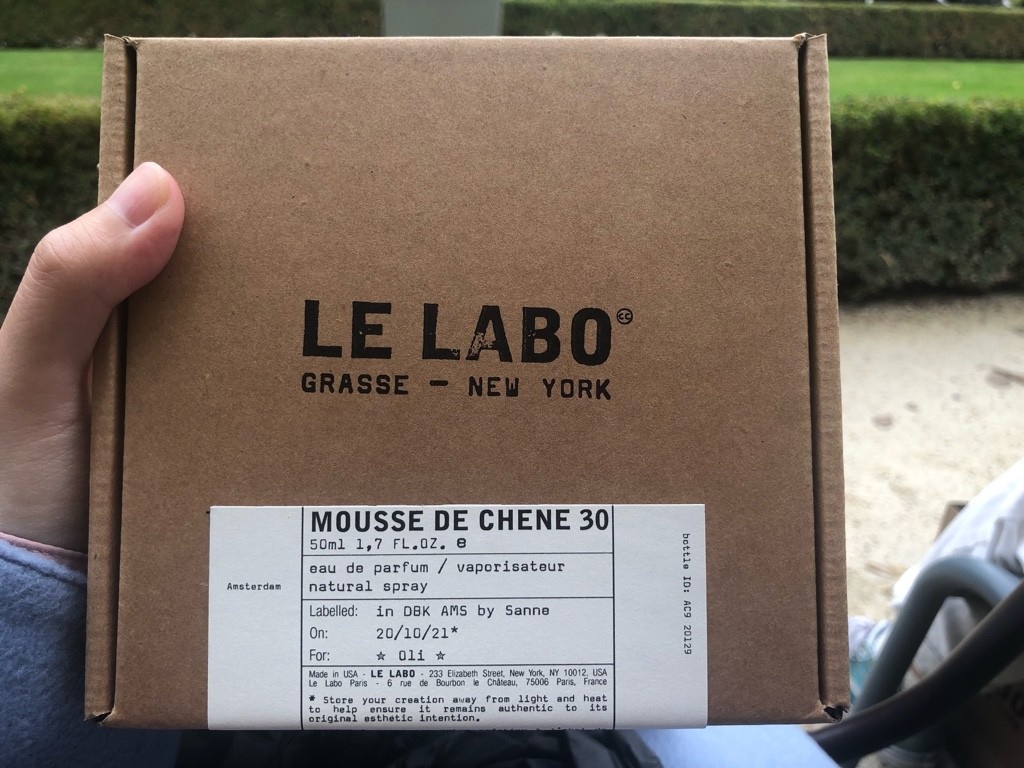 LE LABO
GRASSE — NEW YORK
MOUSSE DE CHENE 30
50ml 1,7 FL.OZ. e
eau de parfum / vaporisateur
natural spray
Amsterdam
Labelled: in DBK AMS by Sanne
On: 20/10/21*
For: ☆ Oli ☆
Made in USA - LE LABO - 233 Elizabeth Street, New York, NY 10012, USA
Le Labo Paris - 6 rue de Bourbon le Château, 75006 Paris, France
* Store your creation away from light and heat
to help ensure it remains authentic to its
original esthetic intention.
bottle ID: AC9 20129